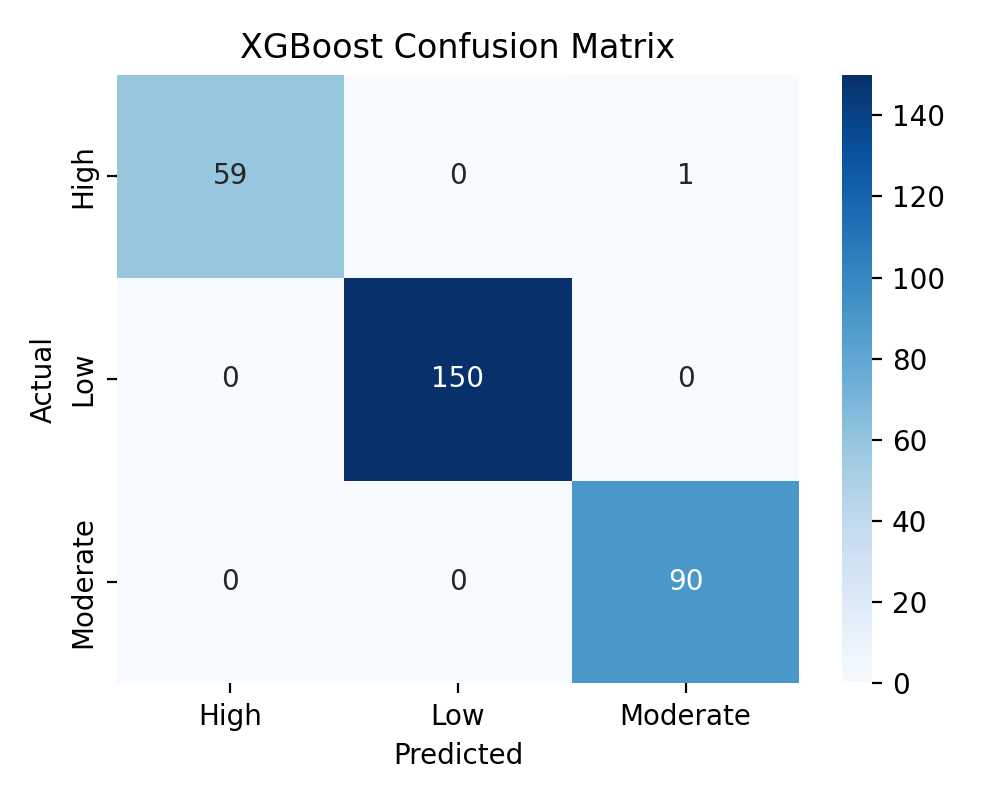 XGBoost Confusion Matrix
Actual
High
Low
Moderate
59 0 1
0 150 0
0 0 90
High Low Moderate
Predicted
140
120
100
80
60
40
20
0